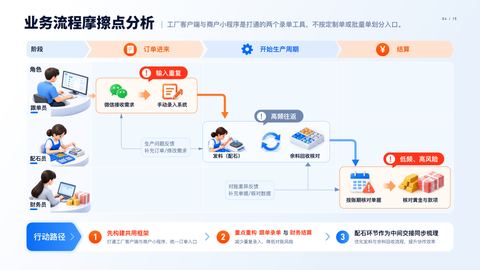 业务流程摩擦点分析
工厂客户端与商户小程序是打通的两个录单工具，不按定制单或批量单划分入口。
04 / 15
阶段
订单进来
开始生产周期
结算
角色
跟单员
配石员
财务员
输入重复
微信接收需求
手动录入系统
生产问题反馈
补充订单/修改需求
高频往返
发料（配石）
余料回收核对
对账差异反馈
补充单据/核对数据
低频、高风险
按账期核对单据
核对黄金与款项
行动路径
1 先构建共用框架
打通工厂客户端与商户小程序，统一订单入口
2 重点重构 跟单录单 与 财务结算
减少重复录入，降低对账风险
3 配石环节作为中间交接同步梳理
优化发料与余料回收流程，提升协作效率